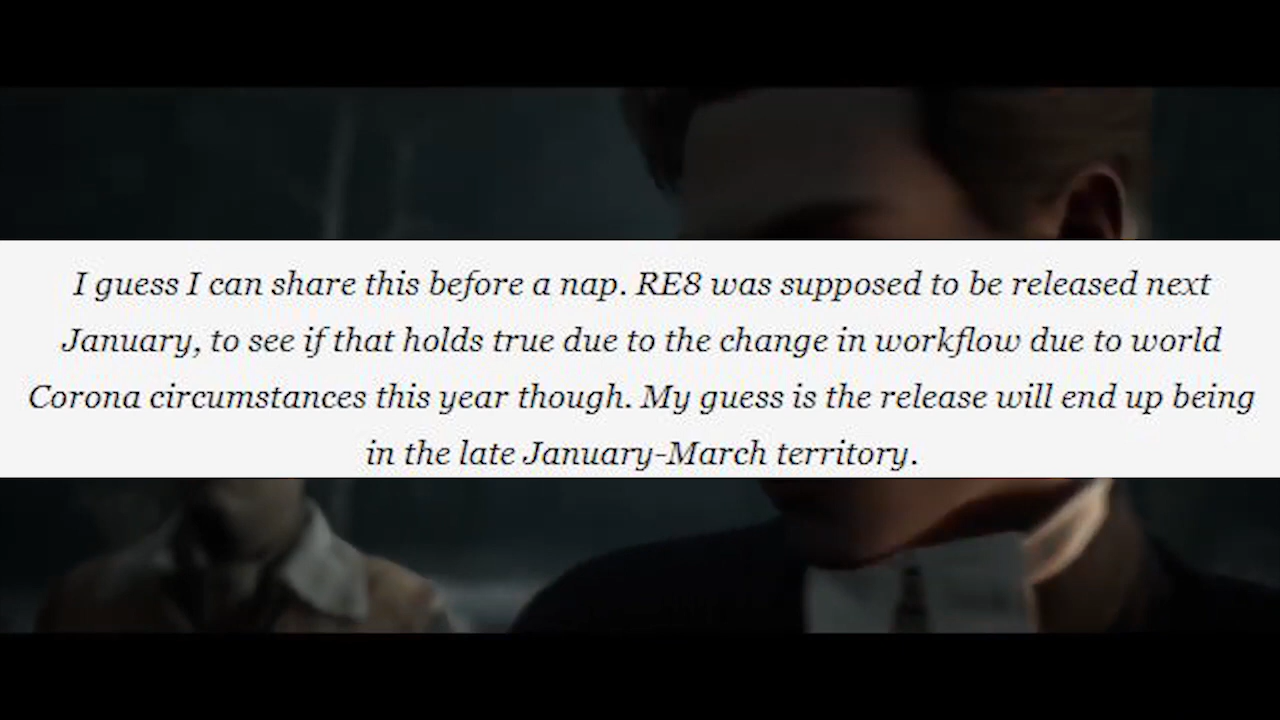 I guess I can share this before a nap. RE8 was supposed to be released next
January, to see if that holds true due to the change in workflow due to world
Corona circumstances this year though. My guess is the release will end up being
in the late January-March territory.